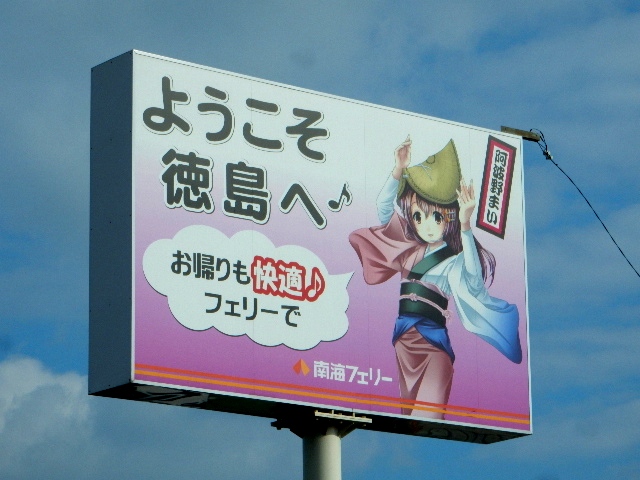 ようこそ
徳島へ♪
お帰りも快適♪
フェリーで
阿波野まい
南海フェリー